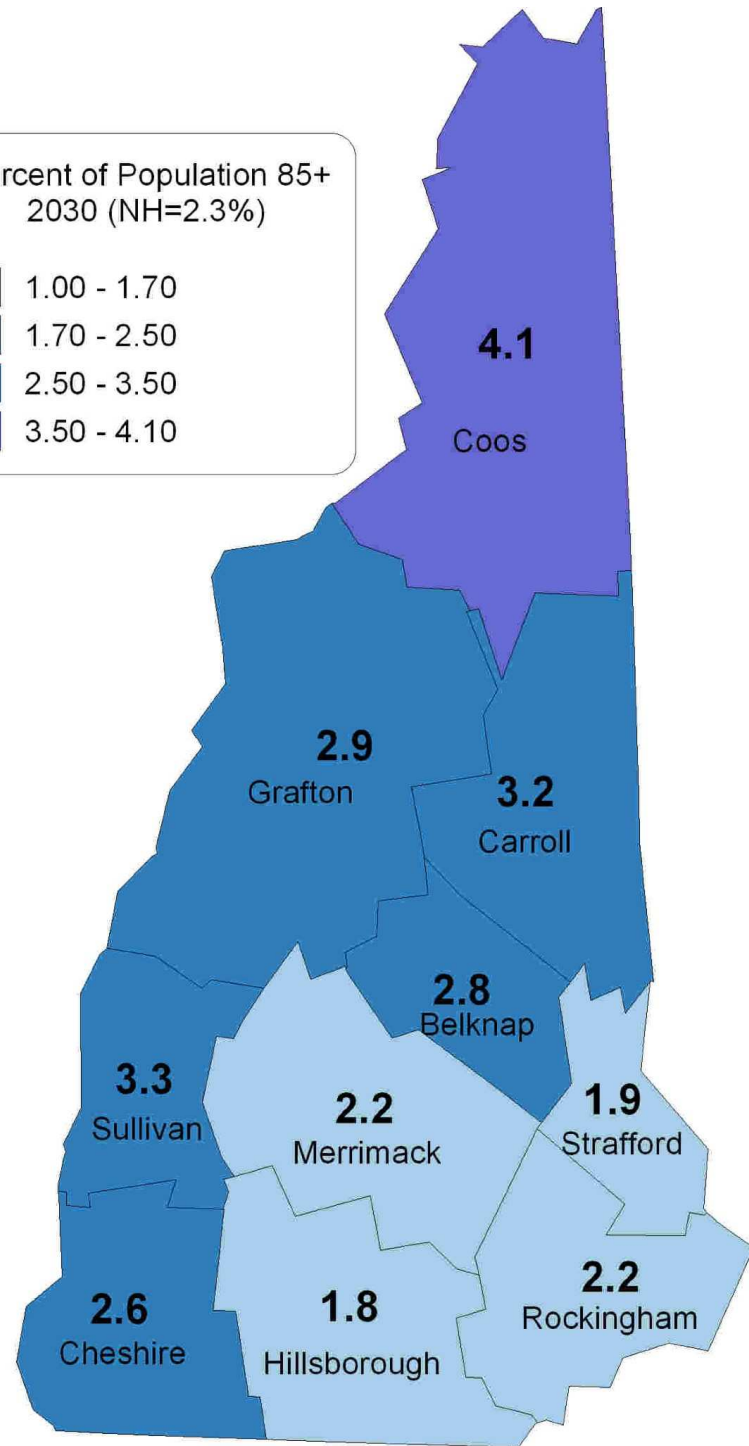 rcent of Population 85+
2030 (NH=2.3%)
1.00 - 1.70
1.70 - 2.50
2.50 - 3.50
3.50 - 4.10
4.1
Coos
2.9
Grafton
3.2
Carroll
2.8
Belknap
3.3
Sullivan
2.2
Merrimack
1.9
Strafford
2.6
Cheshire
1.8
Hillsborough
2.2
Rockingham